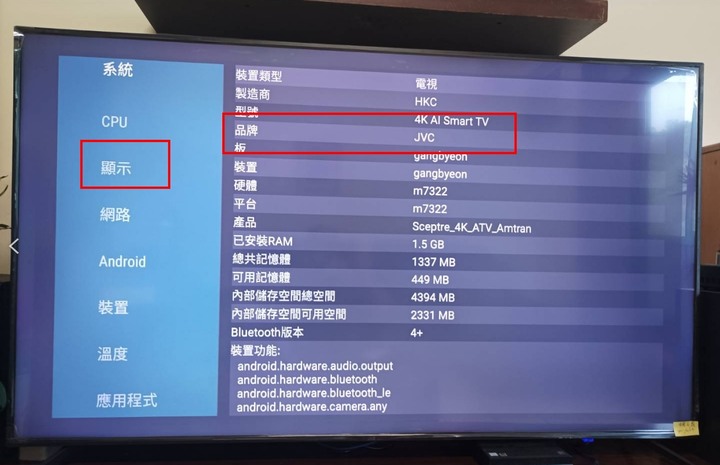 系統
CPU
顯示
網路
Android
裝置
溫度
應用程式
裝置類型 電視
製造商 HKC
型號 4K AI Smart TV
品牌 JVC
板 gangbyeon
裝置 gangbyeon
硬體 m7322
平台 m7322
產品 Sceptre_4K_ATV_Amtran
已安裝RAM 1.5 GB
總共記憶體 1337 MB
可用記憶體 449 MB
內部儲存空間總空間 4394 MB
內部儲存空間可用空間 2331 MB
Bluetooth版本 4+
裝置功能:
android.hardware.audio.output
android.hardware.bluetooth
android.hardware.bluetooth_le
android.hardware.camera.any